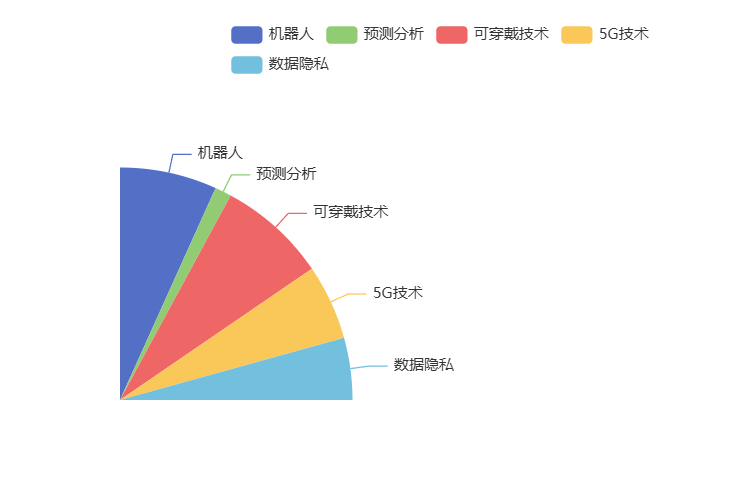 机器人 预测分析 可穿戴技术 5G技术
数据隐私
机器人
预测分析
可穿戴技术
5G技术
数据隐私